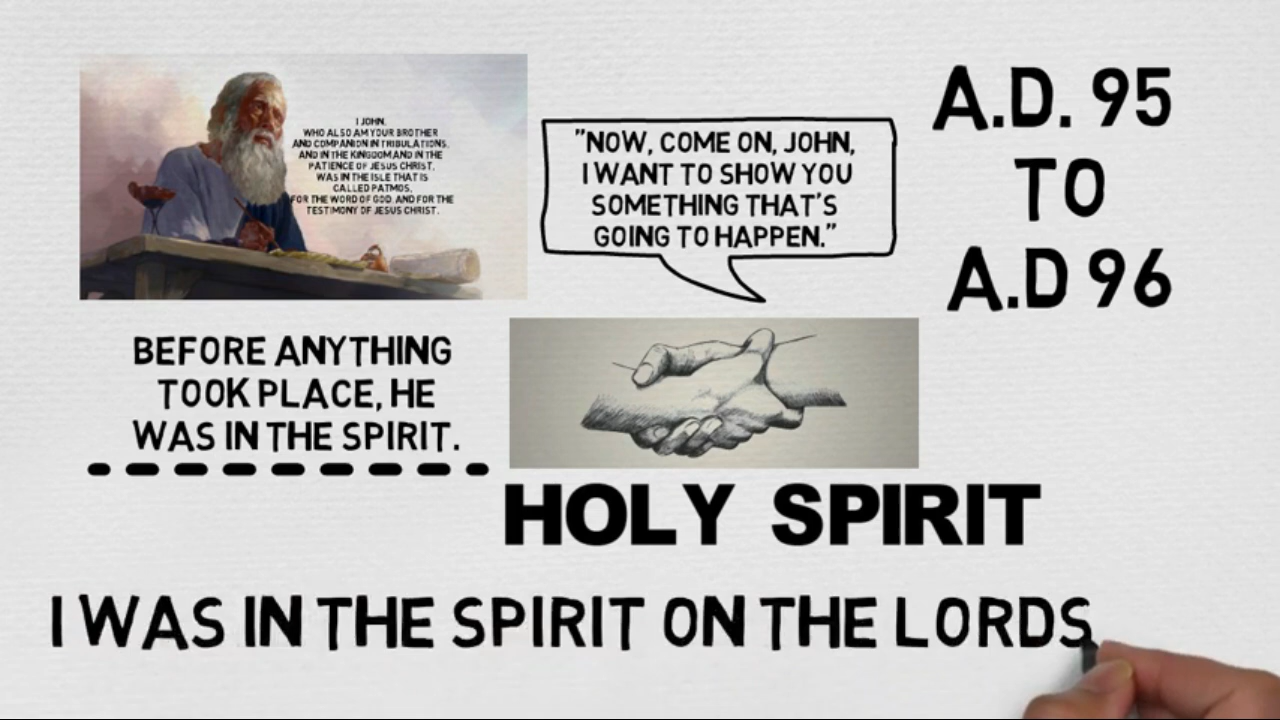 I JOHN,
WHO ALSO AM YOUR BROTHER
AND COMPANION IN TRIBULATIONS,
AND IN THE KINGDOM AND IN THE
PATIENCE OF JESUS CHRIST,
WAS IN THE ISLE THAT IS
CALLED PATMOS,
FOR THE WORD OF GOD, AND FOR THE
TESTIMONY OF JESUS CHRIST.
"NOW, COME ON, JOHN,
I WANT TO SHOW YOU
SOMETHING THAT'S
GOING TO HAPPEN."
A.D. 95
TO
A.D 96
BEFORE ANYTHING
TOOK PLACE, HE
WAS IN THE SPIRIT.
HOLY SPIRIT
I WAS IN THE SPIRIT ON THE LORDS